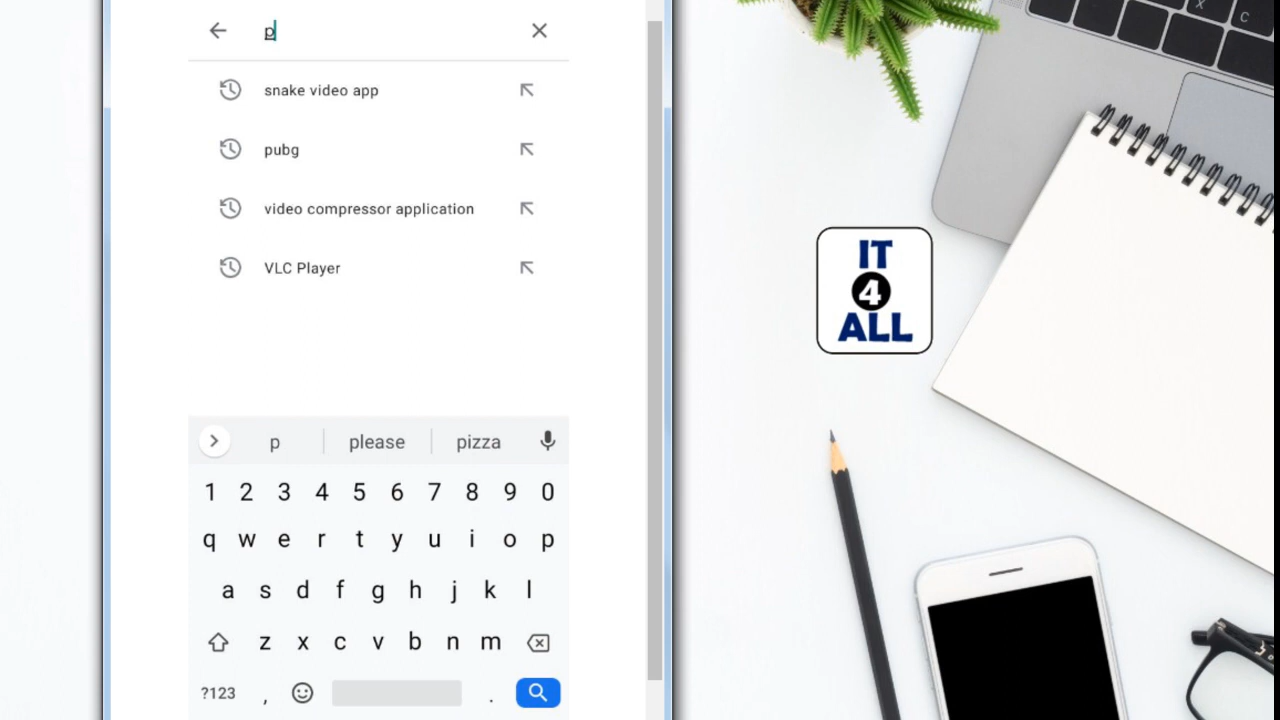 p
snake video app
pubg
video compressor application
VLC Player
p please pizza
1 2 3 4 5 6 7 8 9 0
q w e r t y u i o p
a s d f g h j k l
z x c v b n m
?123 , .
IT
4
ALL
X C